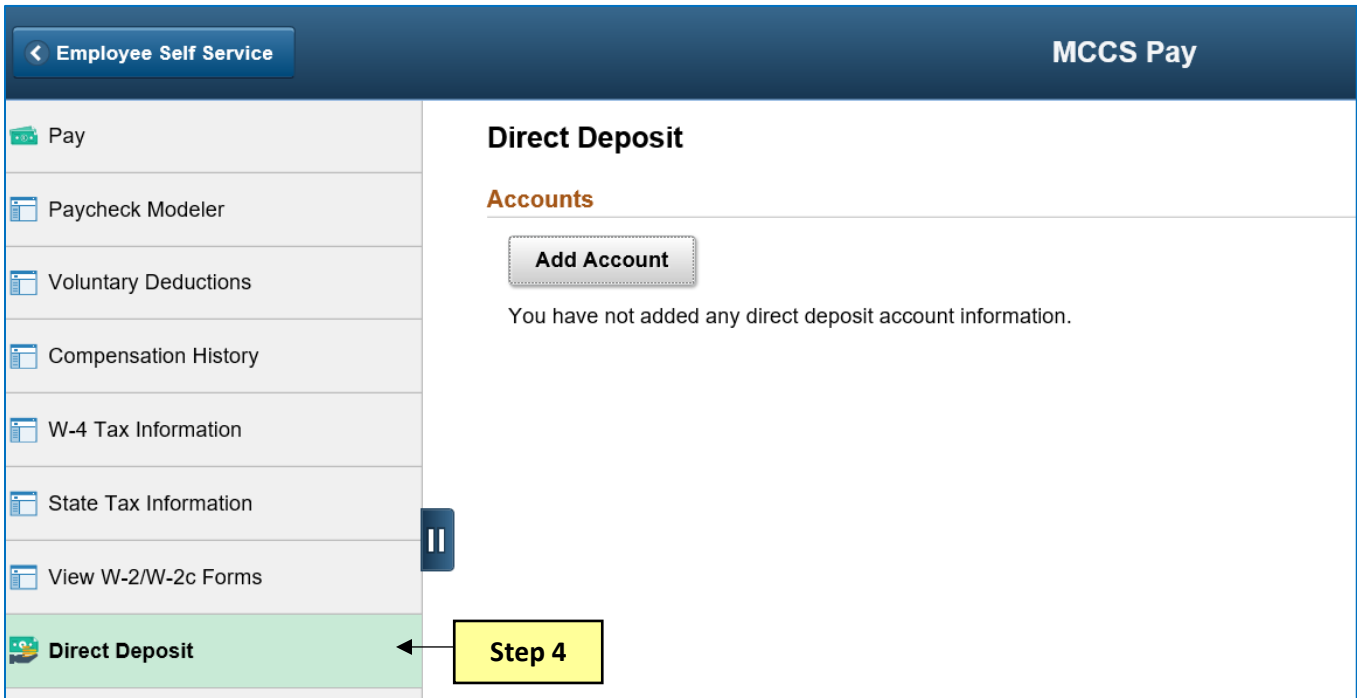 Employee Self Service
MCCS Pay
Pay
Paycheck Modeler
Voluntary Deductions
Compensation History
W-4 Tax Information
State Tax Information
View W-2/W-2c Forms
Direct Deposit
Direct Deposit
Accounts
Add Account
You have not added any direct deposit account information.
Step 4